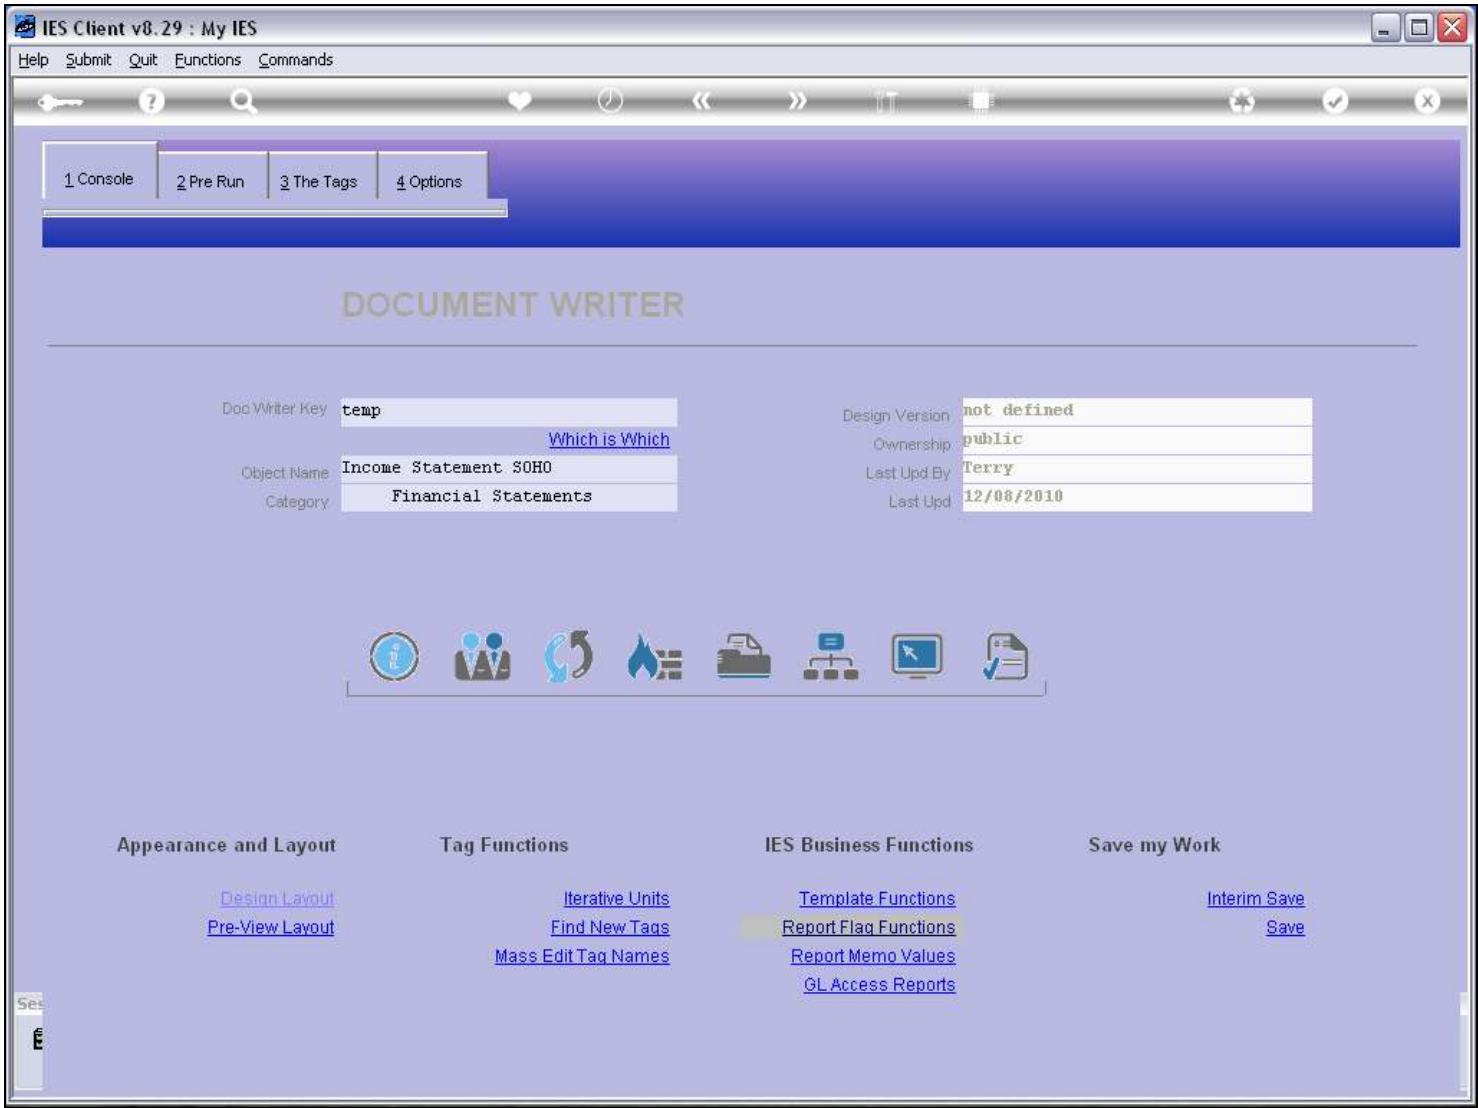 IES Client v8.29 : My IES
Help Submit Quit Functions Commands
1 Console 2 Pre Run 3 The Tags 4 Options
DOCUMENT WRITER
Doc Writer Key temp
Which is Which
Object Name Income Statement SOHO
Category Financial Statements
Design Version not defined
Ownership public
Last Upd By Terry
Last Upd 12/08/2010
Appearance and Layout
Design Layout
Pre-View Layout
Tag Functions
Iterative Units
Find New Tags
Mass Edit Tag Names
IES Business Functions
Template Functions
Report Flag Functions
Report Memo Values
GL Access Reports
Save my Work
Interim Save
Save
Ses